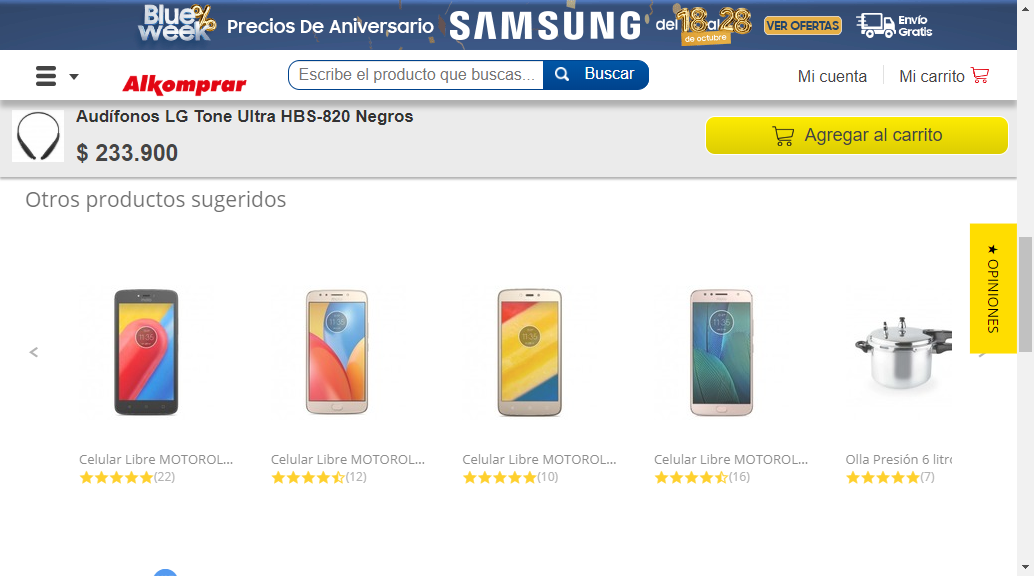 Blue Week % Precios De Aniversario SAMSUNG del 18 al 28 de octubre VER OFERTAS Envío Gratis
Alkomprar Escribe el producto que buscas... Buscar Mi cuenta Mi carrito
Audífonos LG Tone Ultra HBS-820 Negros
$ 233.900
Agregar al carrito
Otros productos sugeridos
★ OPINIONES
<
Celular Libre MOTOROL... Celular Libre MOTOROL... Celular Libre MOTOROL... Celular Libre MOTOROL... Olla Presión 6 litro
(22) (12) (10) (16) (7)